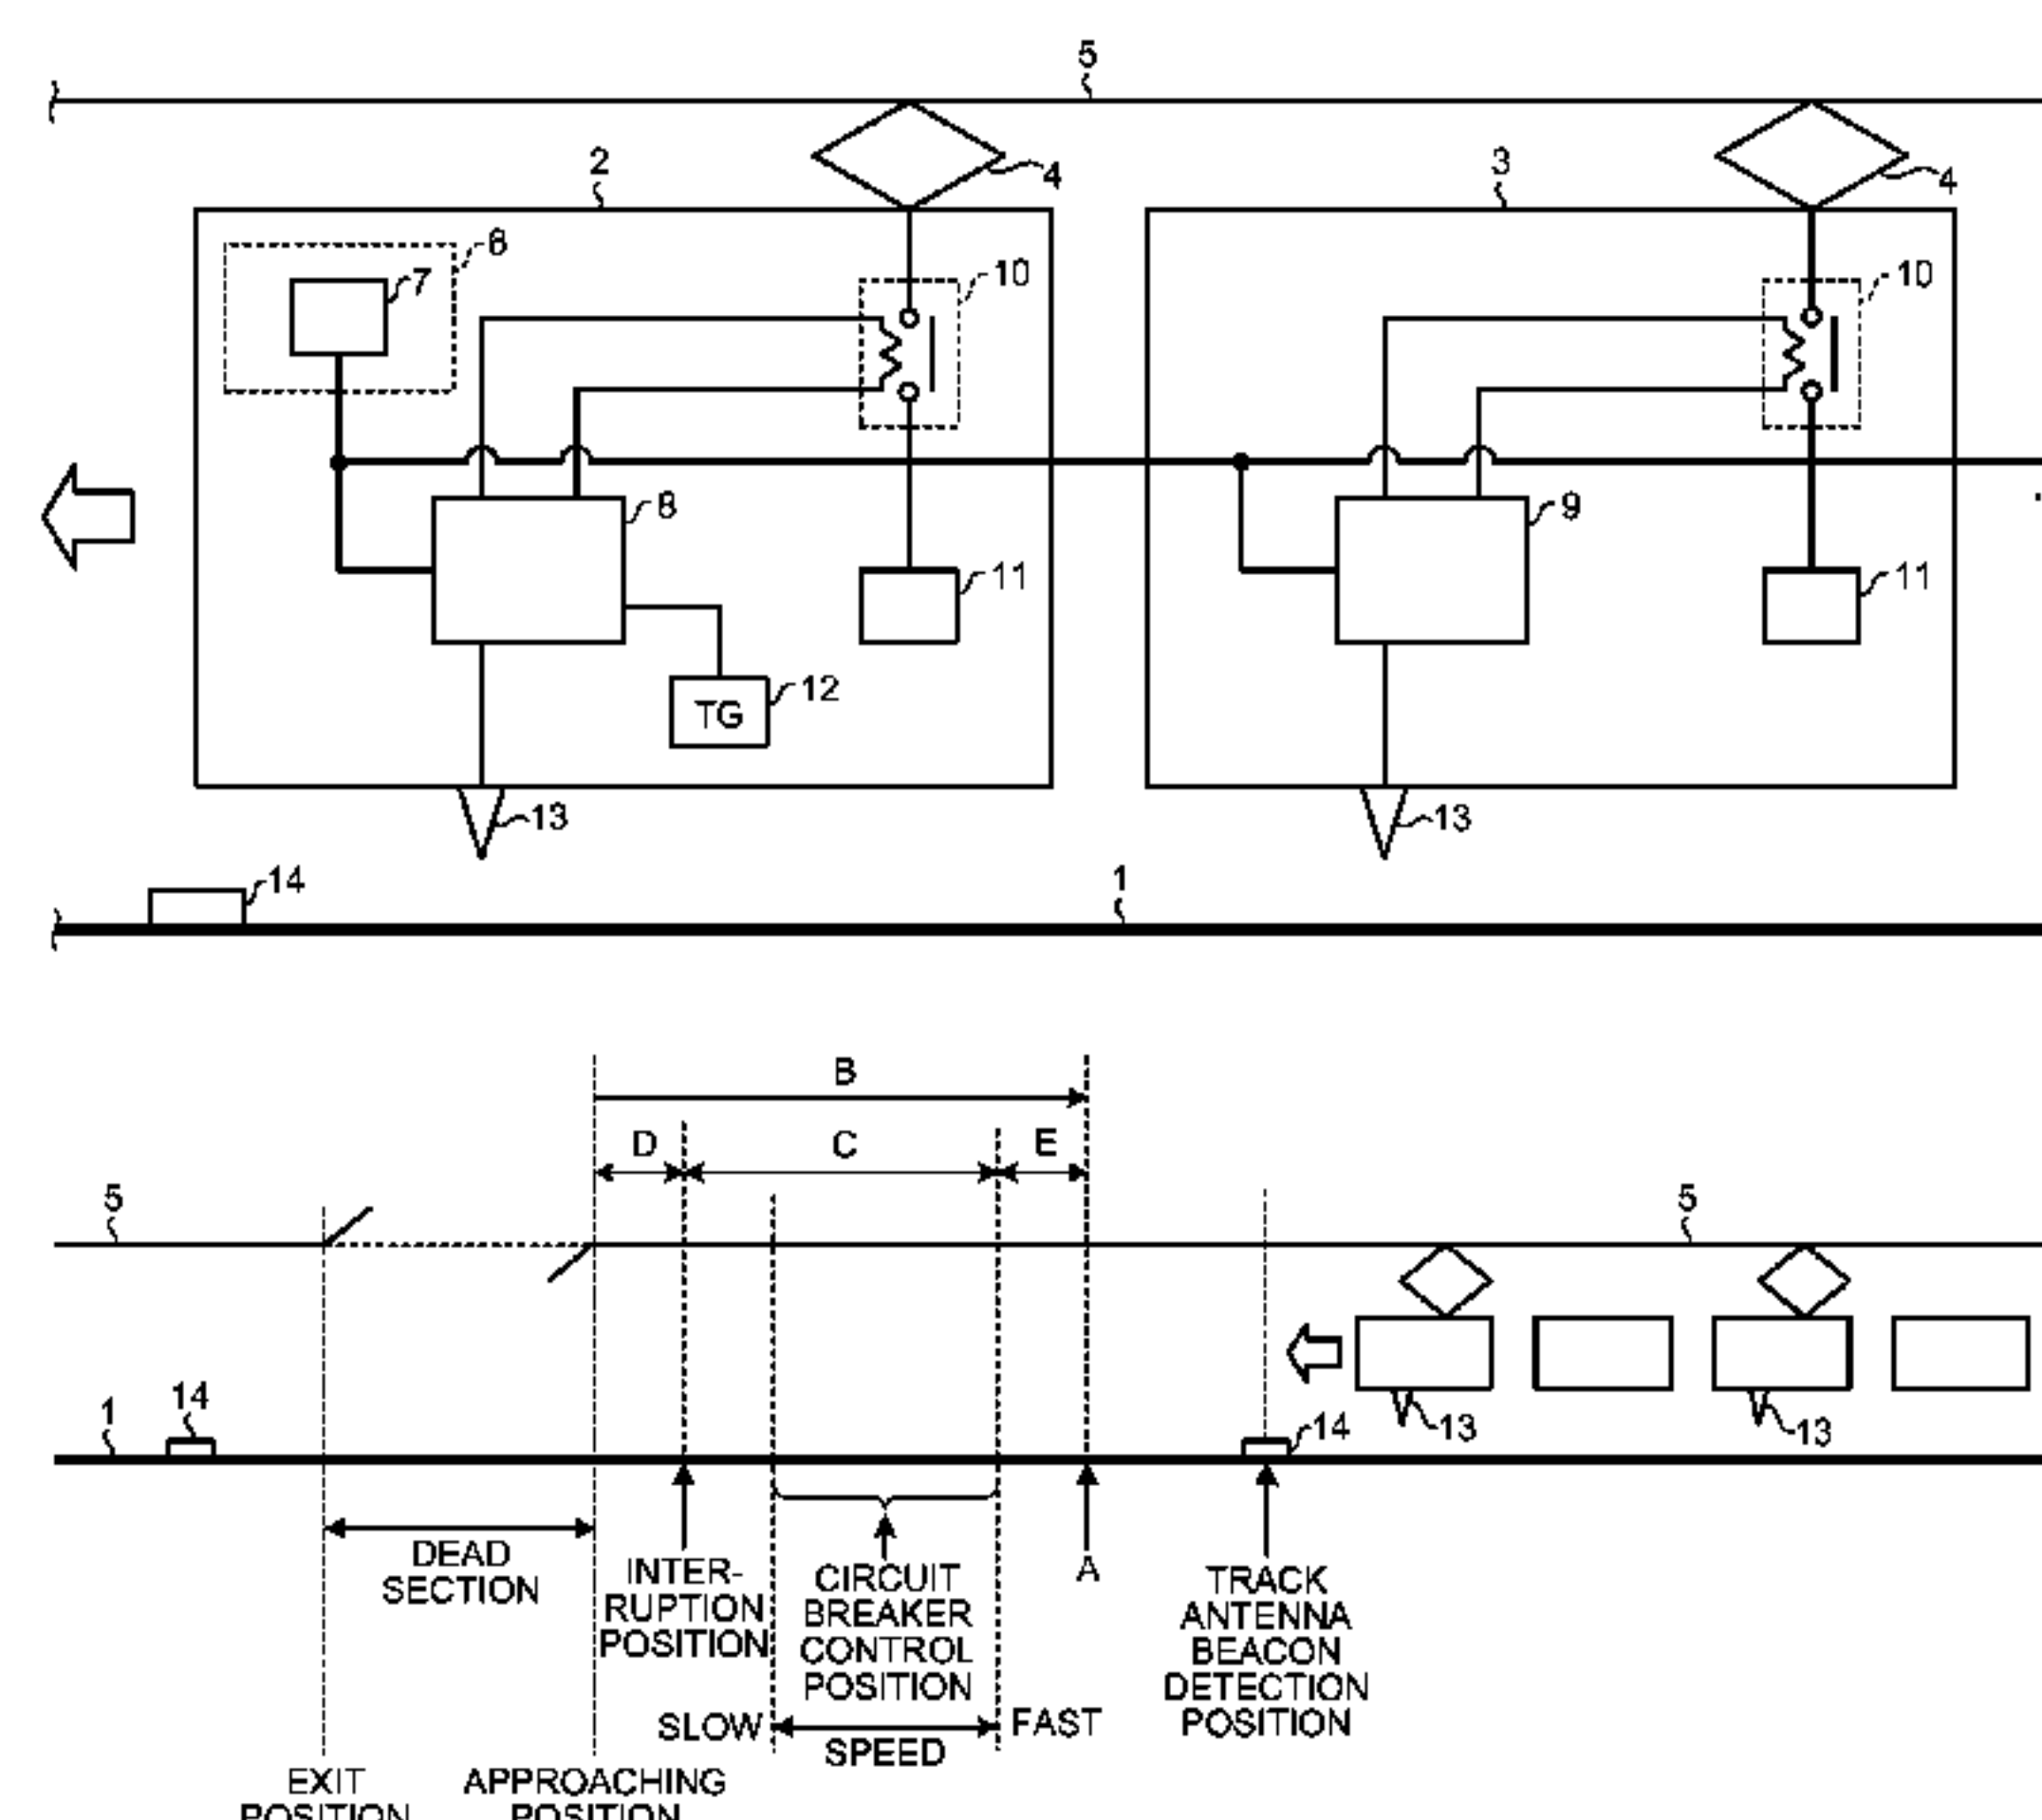 5
2
4
3
4
6
7
10
10
8
9
11
11
12
TG
13
13
14
1
B
D
C
E
5
5
14
1
13
13
14
DEAD
SECTION
INTER-
RUPTION
POSITION
CIRCUIT
BREAKER
CONTROL
POSITION
A
TRACK
ANTENNA
BEACON
DETECTION
POSITION
SLOW
FAST
SPEED
EXIT
POSITION
APPROACHING
POSITION